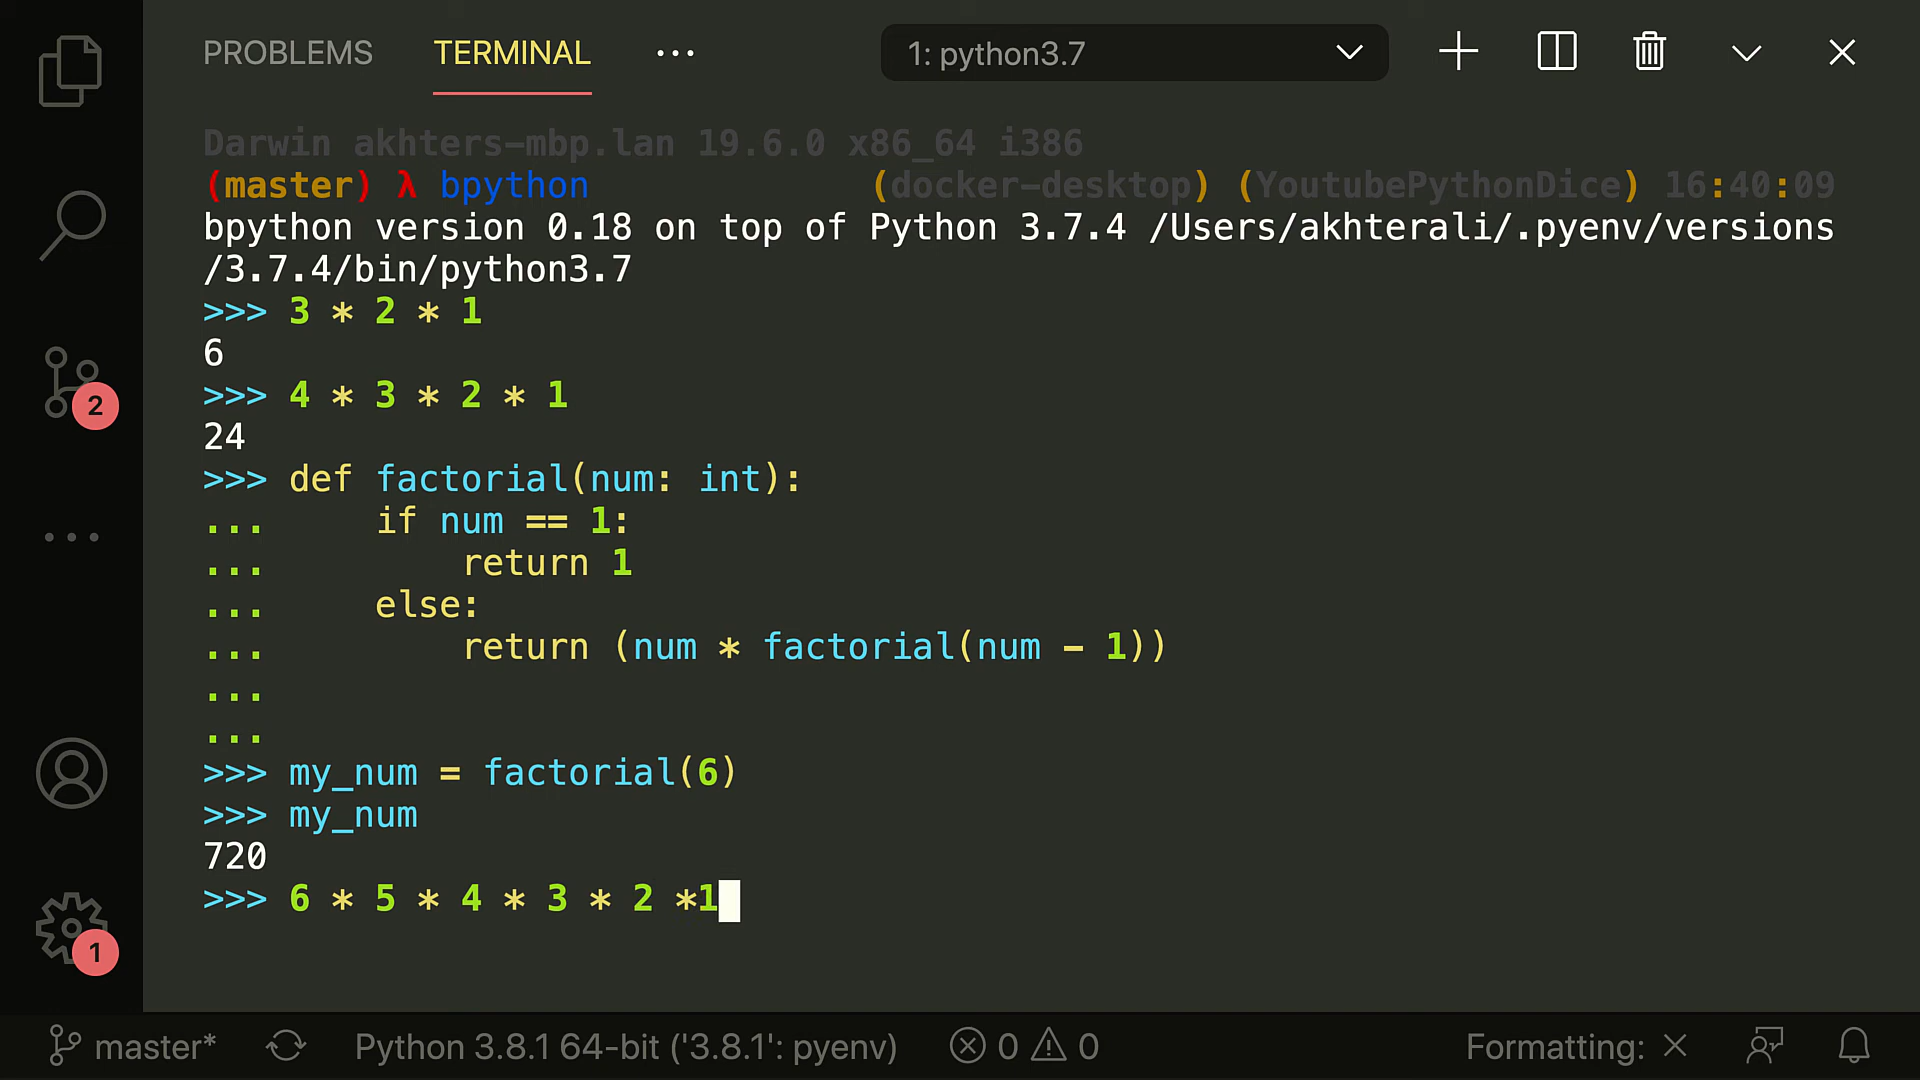 PROBLEMS TERMINAL ... 1: python3.7
Darwin akhters-mbp.lan 19.6.0 x86_64 i386
(master) λ bpython (docker-desktop) (YoutubePythonDice) 16:40:09
bpython version 0.18 on top of Python 3.7.4 /Users/akhterali/.pyenv/versions
/3.7.4/bin/python3.7
>>> 3 * 2 * 1
6
>>> 4 * 3 * 2 * 1
24
>>> def factorial(num: int):
...     if num == 1:
...         return 1
...     else:
...         return (num * factorial(num - 1))
...
...
>>> my_num = factorial(6)
>>> my_num
720
>>> 6 * 5 * 4 * 3 * 2 *1
2
1
master* Python 3.8.1 64-bit ('3.8.1': pyenv) 0 0 Formatting: ×